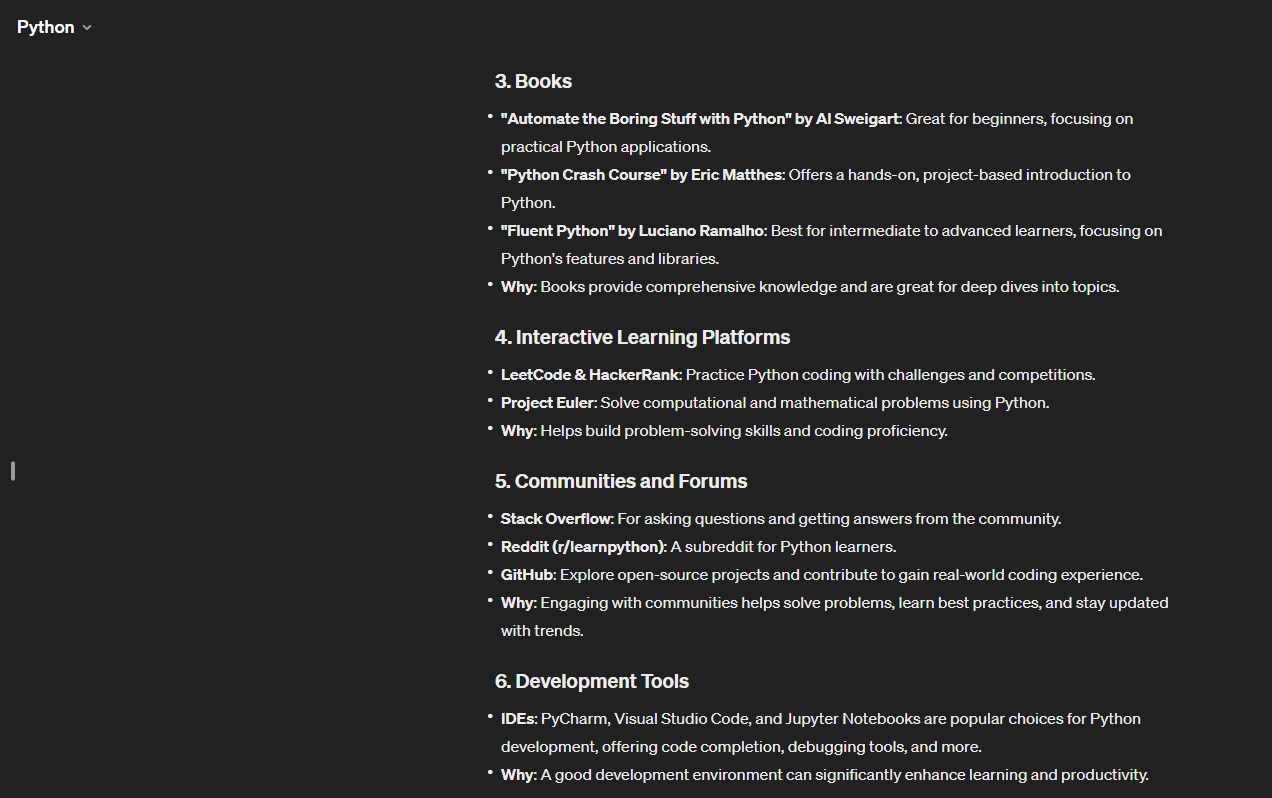 Python
3. Books
• "Automate the Boring Stuff with Python" by Al Sweigart: Great for beginners, focusing on
practical Python applications.
• "Python Crash Course" by Eric Matthes: Offers a hands-on, project-based introduction to
Python.
• "Fluent Python" by Luciano Ramalho: Best for intermediate to advanced learners, focusing on
Python's features and libraries.
• Why: Books provide comprehensive knowledge and are great for deep dives into topics.
4. Interactive Learning Platforms
• LeetCode & HackerRank: Practice Python coding with challenges and competitions.
• Project Euler: Solve computational and mathematical problems using Python.
• Why: Helps build problem-solving skills and coding proficiency.
5. Communities and Forums
• Stack Overflow: For asking questions and getting answers from the community.
• Reddit (r/learnpython): A subreddit for Python learners.
• GitHub: Explore open-source projects and contribute to gain real-world coding experience.
• Why: Engaging with communities helps solve problems, learn best practices, and stay updated
with trends.
6. Development Tools
• IDEs: PyCharm, Visual Studio Code, and Jupyter Notebooks are popular choices for Python
development, offering code completion, debugging tools, and more.
• Why: A good development environment can significantly enhance learning and productivity.